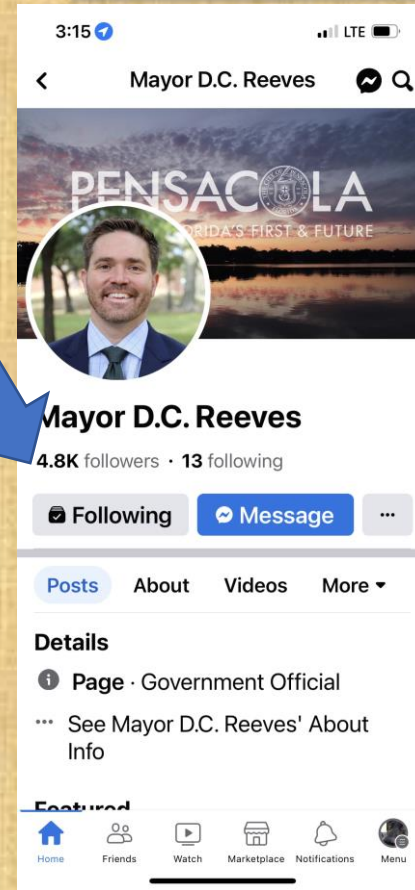 3:15
LTE
Mayor D.C. Reeves
PENSACOLA
FLORIDA'S FIRST & FUTURE
Mayor D.C. Reeves
4.8K followers · 13 following
Following
Message
Posts About Videos More
Details
Page · Government Official
See Mayor D.C. Reeves' About
Info
Featured
Home Friends Watch Marketplace Notifications Menu